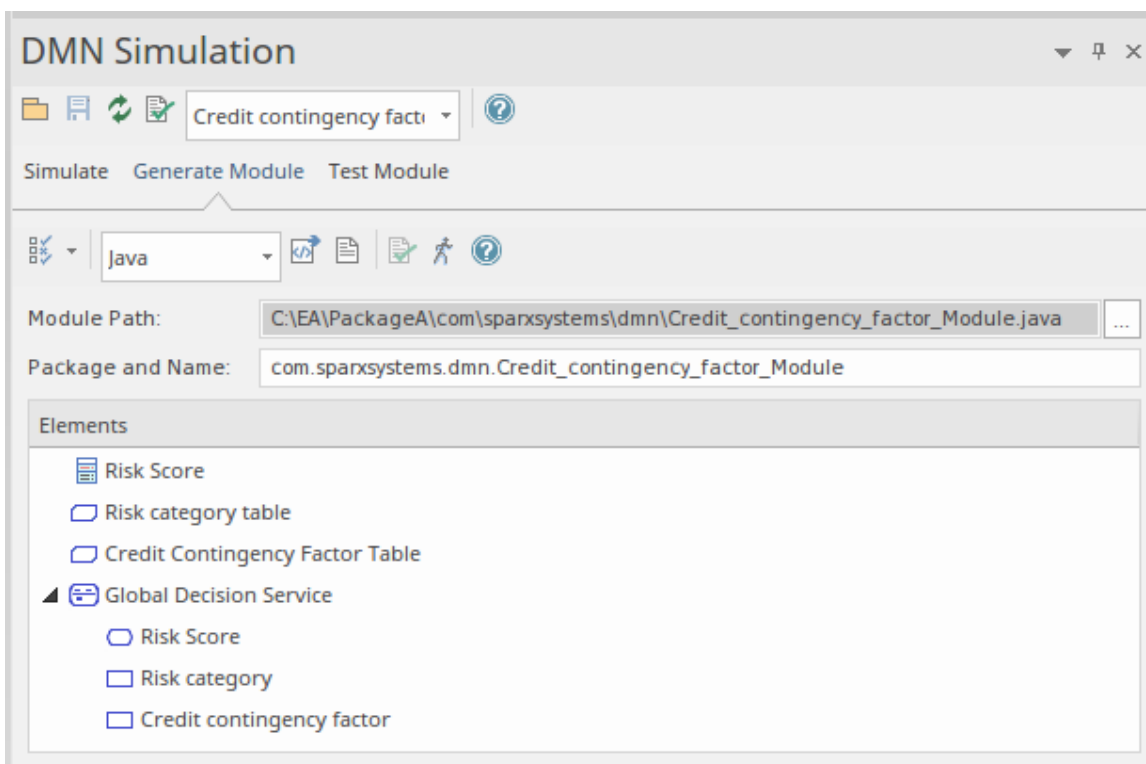 DMN Simulation
Credit contingency fact
Simulate Generate Module Test Module
Java
Module Path: C:\EA\PackageA\com\sparxsystems\dmn\Credit_contingency_factor_Module.java ...
Package and Name: com.sparxsystems.dmn.Credit_contingency_factor_Module
Elements
Risk Score
Risk category table
Credit Contingency Factor Table
Global Decision Service
Risk Score
Risk category
Credit contingency factor